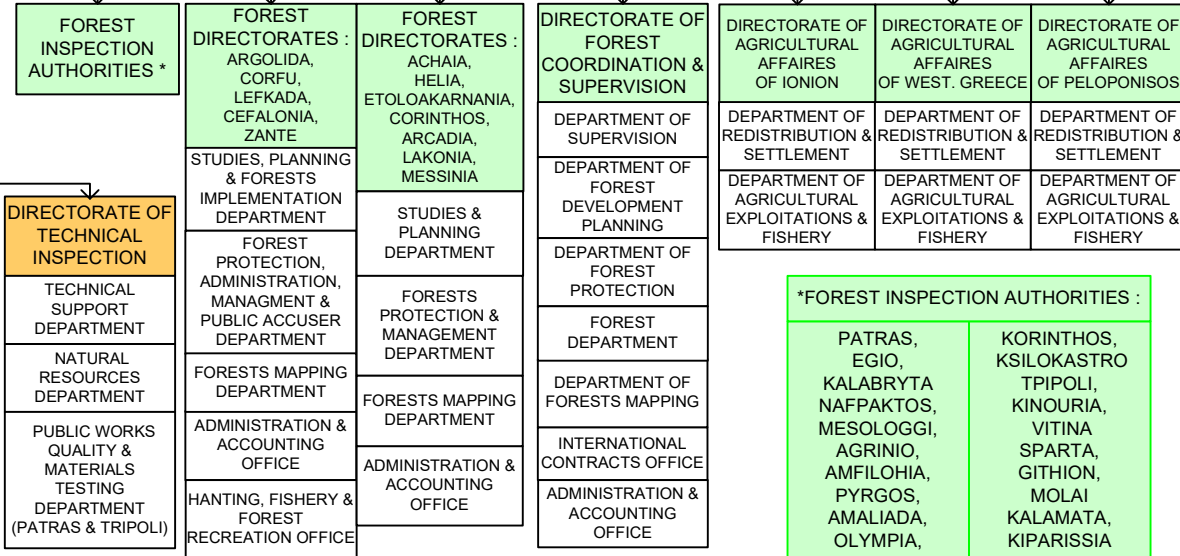 FOREST
INSPECTION
AUTHORITIES *
DIRECTORATE OF
TECHNICAL
INSPECTION
TECHNICAL
SUPPORT
DEPARTMENT
NATURAL
RESOURCES
DEPARTMENT
PUBLIC WORKS
QUALITY &
MATERIALS
TESTING
DEPARTMENT
(PATRAS & TRIPOLI)
FOREST
DIRECTORATES :
ARGOLIDA,
CORFU,
LEFKADA,
CEFALONIA,
ZANTE
STUDIES, PLANNING
& FORESTS
IMPLEMENTATION
DEPARTMENT
FOREST
PROTECTION,
ADMINISTRATION,
MANAGMENT &
PUBLIC ACCUSER
DEPARTMENT
FORESTS MAPPING
DEPARTMENT
ADMINISTRATION &
ACCOUNTING
OFFICE
HANTING, FISHERY &
FOREST
RECREATION OFFICE
FOREST
DIRECTORATES :
ACHAIA,
HELIA,
ETOLOAKARNANIA,
CORINTHOS,
ARCADIA,
LAKONIA,
MESSINIA
STUDIES &
PLANNING
DEPARTMENT
FORESTS
PROTECTION &
MANAGEMENT
DEPARTMENT
FORESTS MAPPING
DEPARTMENT
ADMINISTRATION &
ACCOUNTING
OFFICE
DIRECTORATE OF
FOREST
COORDINATION &
SUPERVISION
DEPARTMENT OF
SUPERVISION
DEPARTMENT OF
FOREST
DEVELOPMENT
PLANNING
DEPARTMENT OF
FOREST
PROTECTION
FOREST
DEPARTMENT
DEPARTMENT OF
FORESTS MAPPING
INTERNATIONAL
CONTRACTS OFFICE
ADMINISTRATION &
ACCOUNTING
OFFICE
DIRECTORATE OF
AGRICULTURAL
AFFAIRES
OF IONION
DEPARTMENT OF
REDISTRIBUTION &
SETTLEMENT
DEPARTMENT OF
AGRICULTURAL
EXPLOITATIONS &
FISHERY
DIRECTORATE OF
AGRICULTURAL
AFFAIRES
OF WEST. GREECE
DEPARTMENT OF
REDISTRIBUTION &
SETTLEMENT
DEPARTMENT OF
AGRICULTURAL
EXPLOITATIONS &
FISHERY
DIRECTORATE OF
AGRICULTURAL
AFFAIRES
OF PELOPONISOS
DEPARTMENT OF
REDISTRIBUTION &
SETTLEMENT
DEPARTMENT OF
AGRICULTURAL
EXPLOITATIONS &
FISHERY
*FOREST INSPECTION AUTHORITIES :
PATRAS,
EGIO,
KALABRYTA
NAFPAKTOS,
MESOLOGGI,
AGRINIO,
AMFILOHIA,
PYRGOS,
AMALIADA,
OLYMPIA,
KORINTHOS,
KSILOKASTRO
TPIPOLI,
KINOURIA,
VITINA
SPARTA,
GITHION,
MOLAI
KALAMATA,
KIPARISSIA